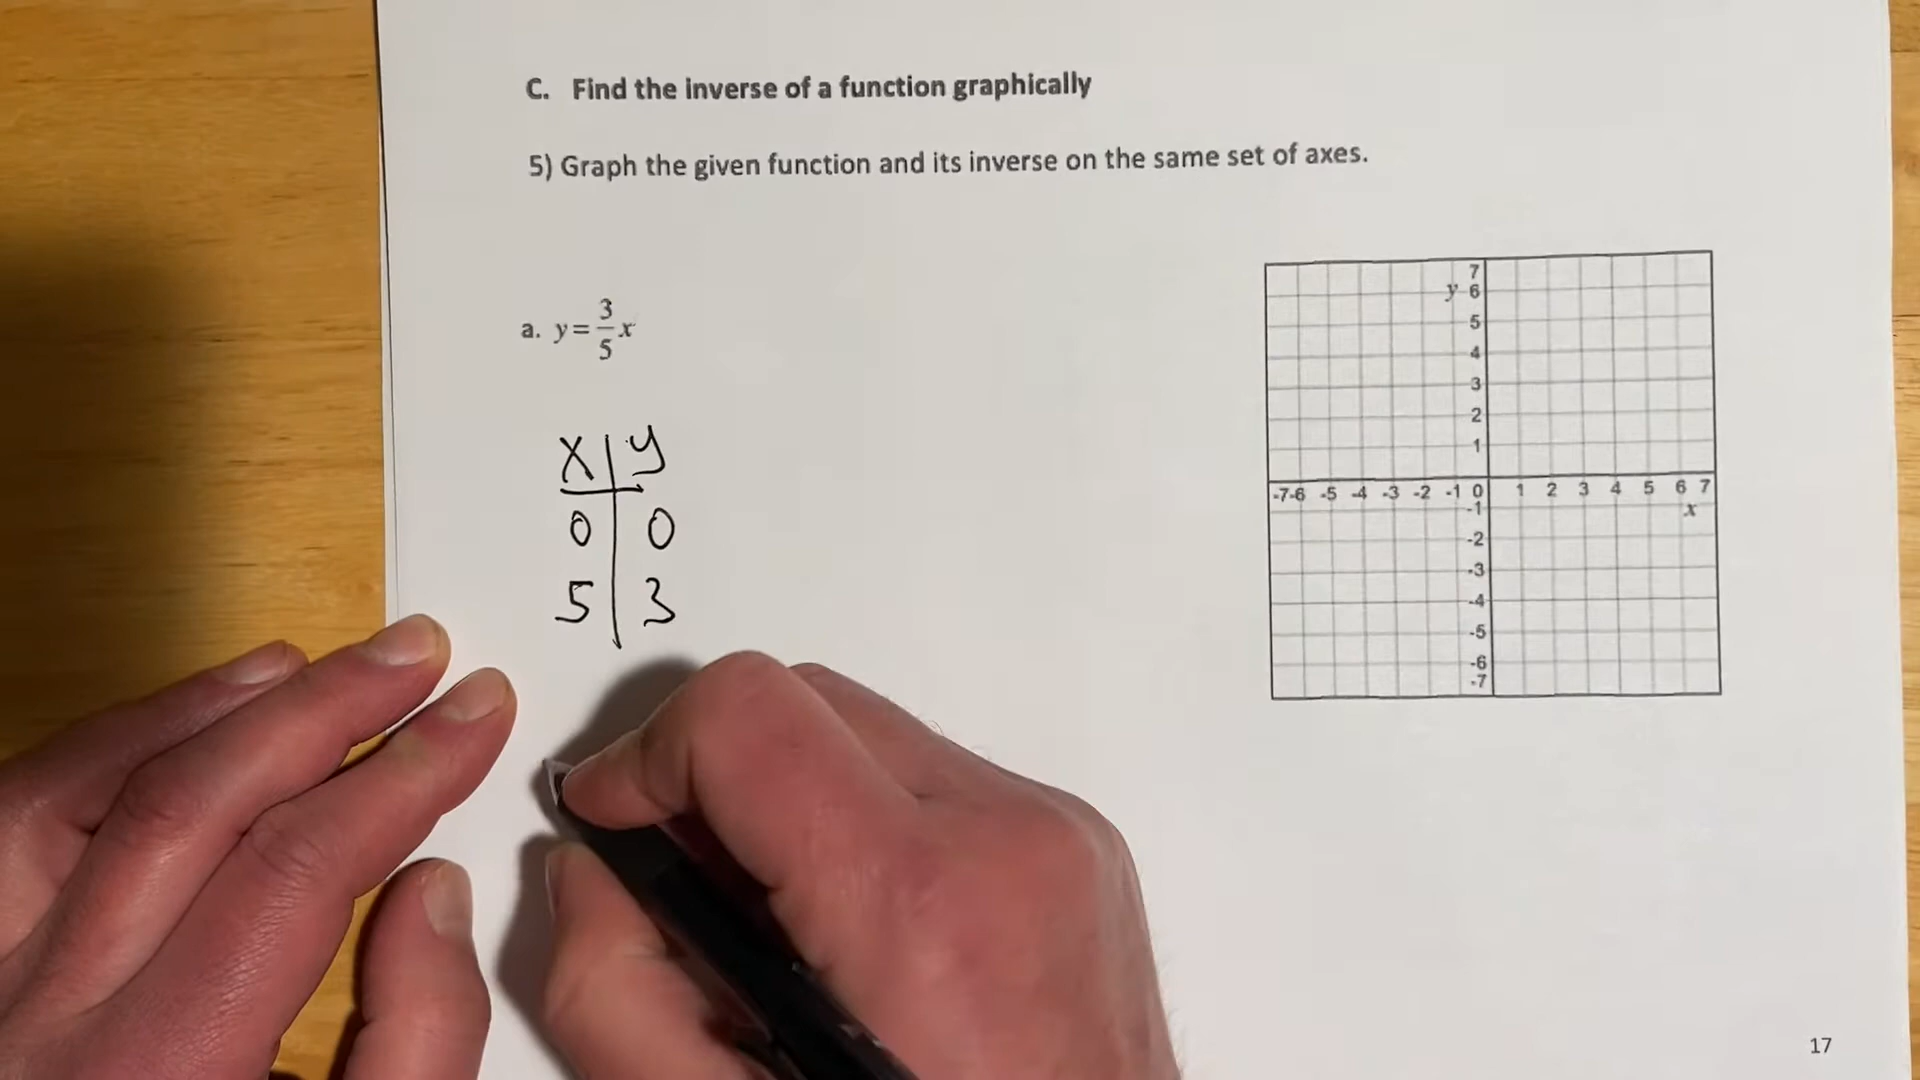 C. Find the inverse of a function graphically
5) Graph the given function and its inverse on the same set of axes.
a. y = 3/5 x
x | y
0 | 0
5 | 3
7
y 6
5
4
3
2
1
-7 -6 -5 -4 -3 -2 -1 0 1 2 3 4 5 6 7
x
-1
-2
-3
-4
-5
-6
-7
17